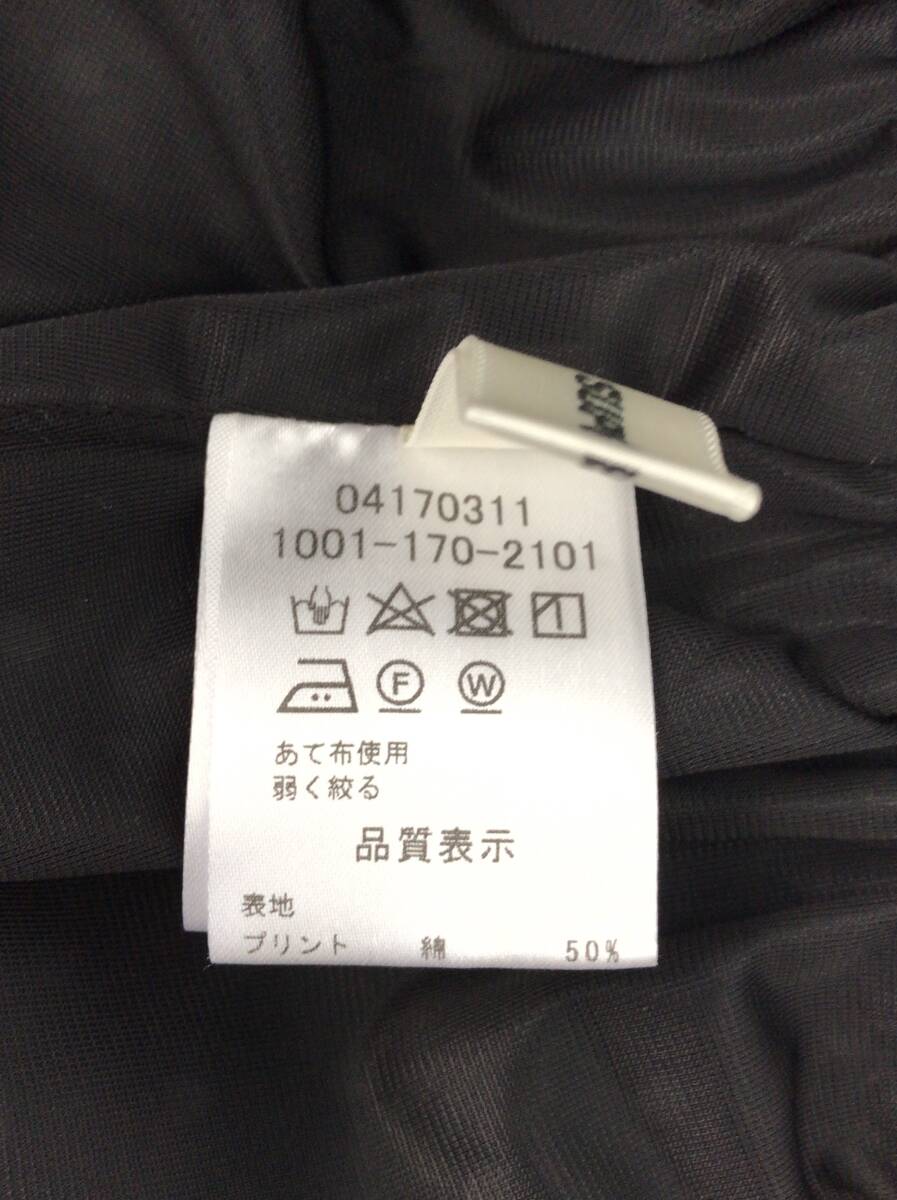 04170311
1001-170-2101
F W
あて布使用
弱く絞る
品質表示
表地
プリント 綿 50%